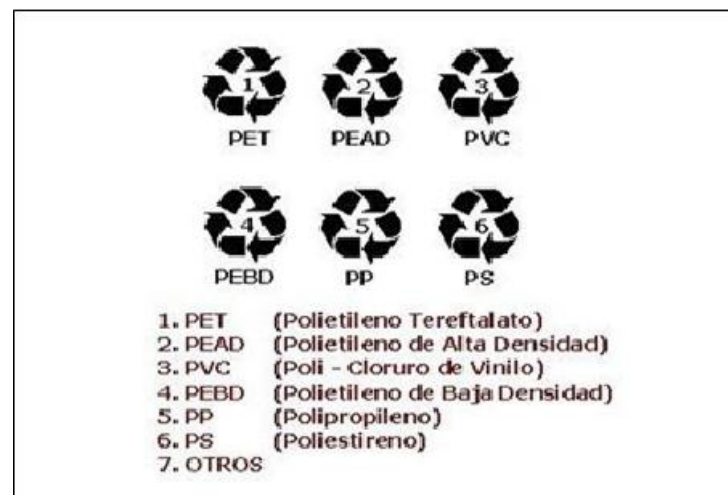 1 2 3
PET PEAD PVC
4 5 6
PEBD PP PS
1. PET (Polietileno Tereftalato)
2. PEAD (Polietileno de Alta Densidad)
3. PVC (Poli - Cloruro de Vinilo)
4. PEBD (Polietileno de Baja Densidad)
5. PP (Polipropileno)
6. PS (Poliestireno)
7. OTROS